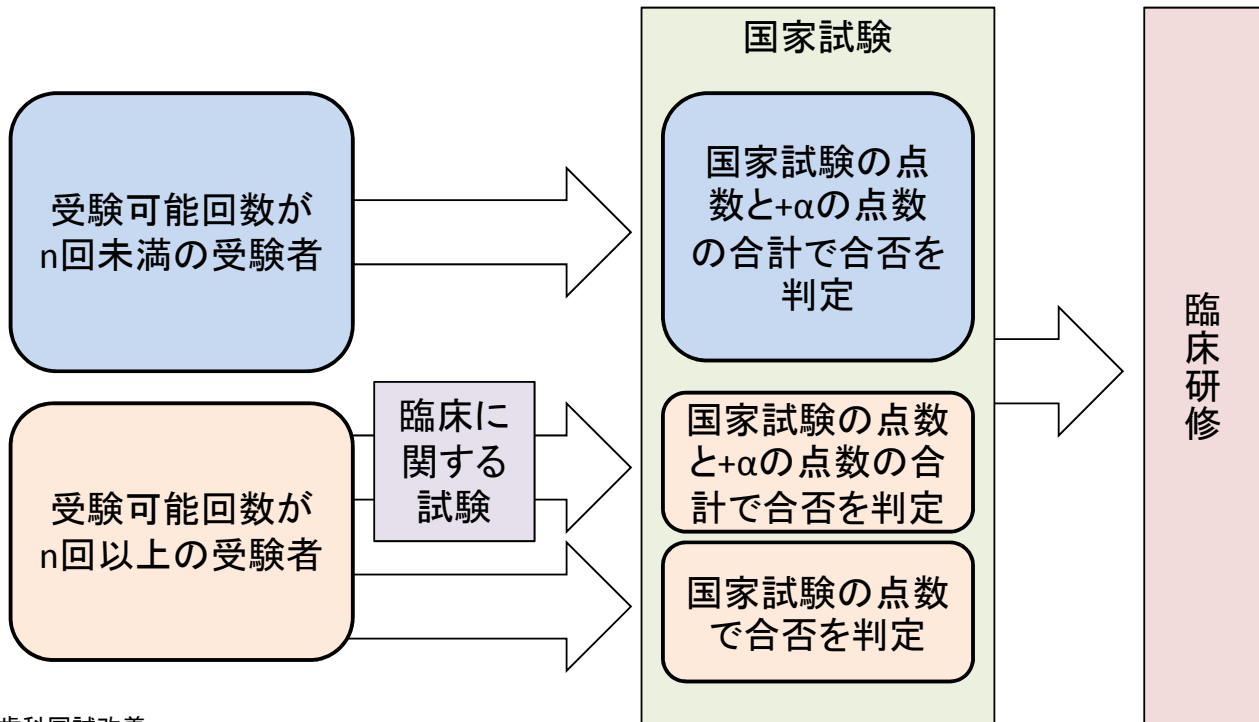 国家試験
受験可能回数が
n回未満の受験者
国家試験の点
数と+αの点数
の合計で合否を
判定
臨床に
関する
試験
受験可能回数が
n回以上の受験者
国家試験の点数
と+αの点数の合
計で合否を判定
国家試験の点数
で合否を判定
臨床研修